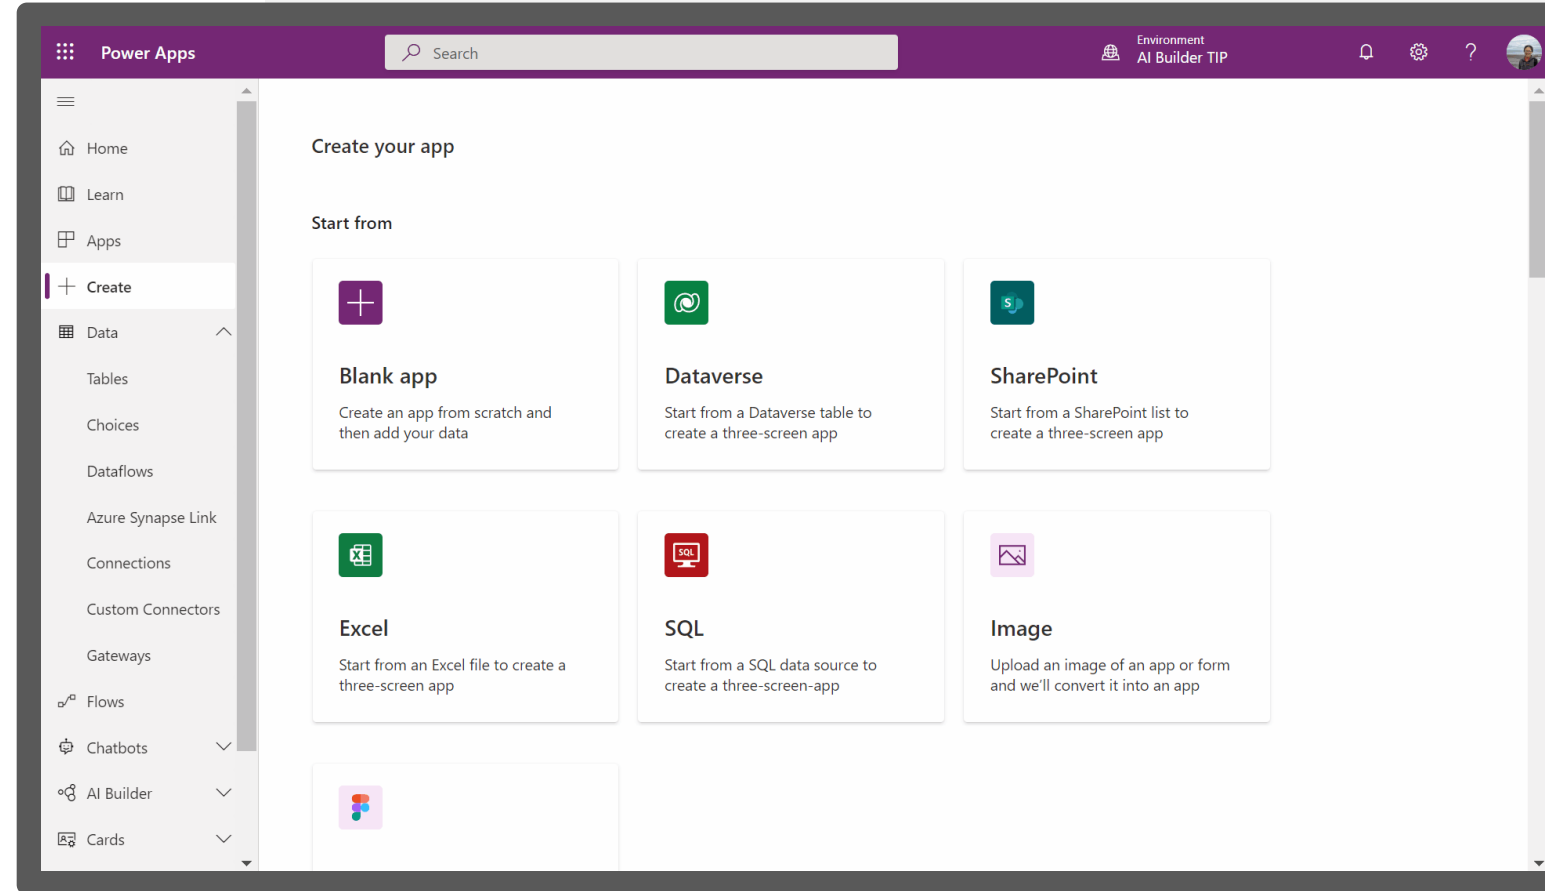 Power Apps
Search
Environment
AI Builder TIP
?
Home
Learn
Apps
Create
Data
Tables
Choices
Dataflows
Azure Synapse Link
Connections
Custom Connectors
Gateways
Flows
Chatbots
AI Builder
Cards
Create your app
Start from
Blank app
Create an app from scratch and
then add your data
Dataverse
Start from a Dataverse table to
create a three-screen app
S
SharePoint
Start from a SharePoint list to
create a three-screen app
X
Excel
Start from an Excel file to create a
three-screen app
SQL
SQL
Start from a SQL data source to
create a three-screen-app
Image
Upload an image of an app or form
and we'll convert it into an app